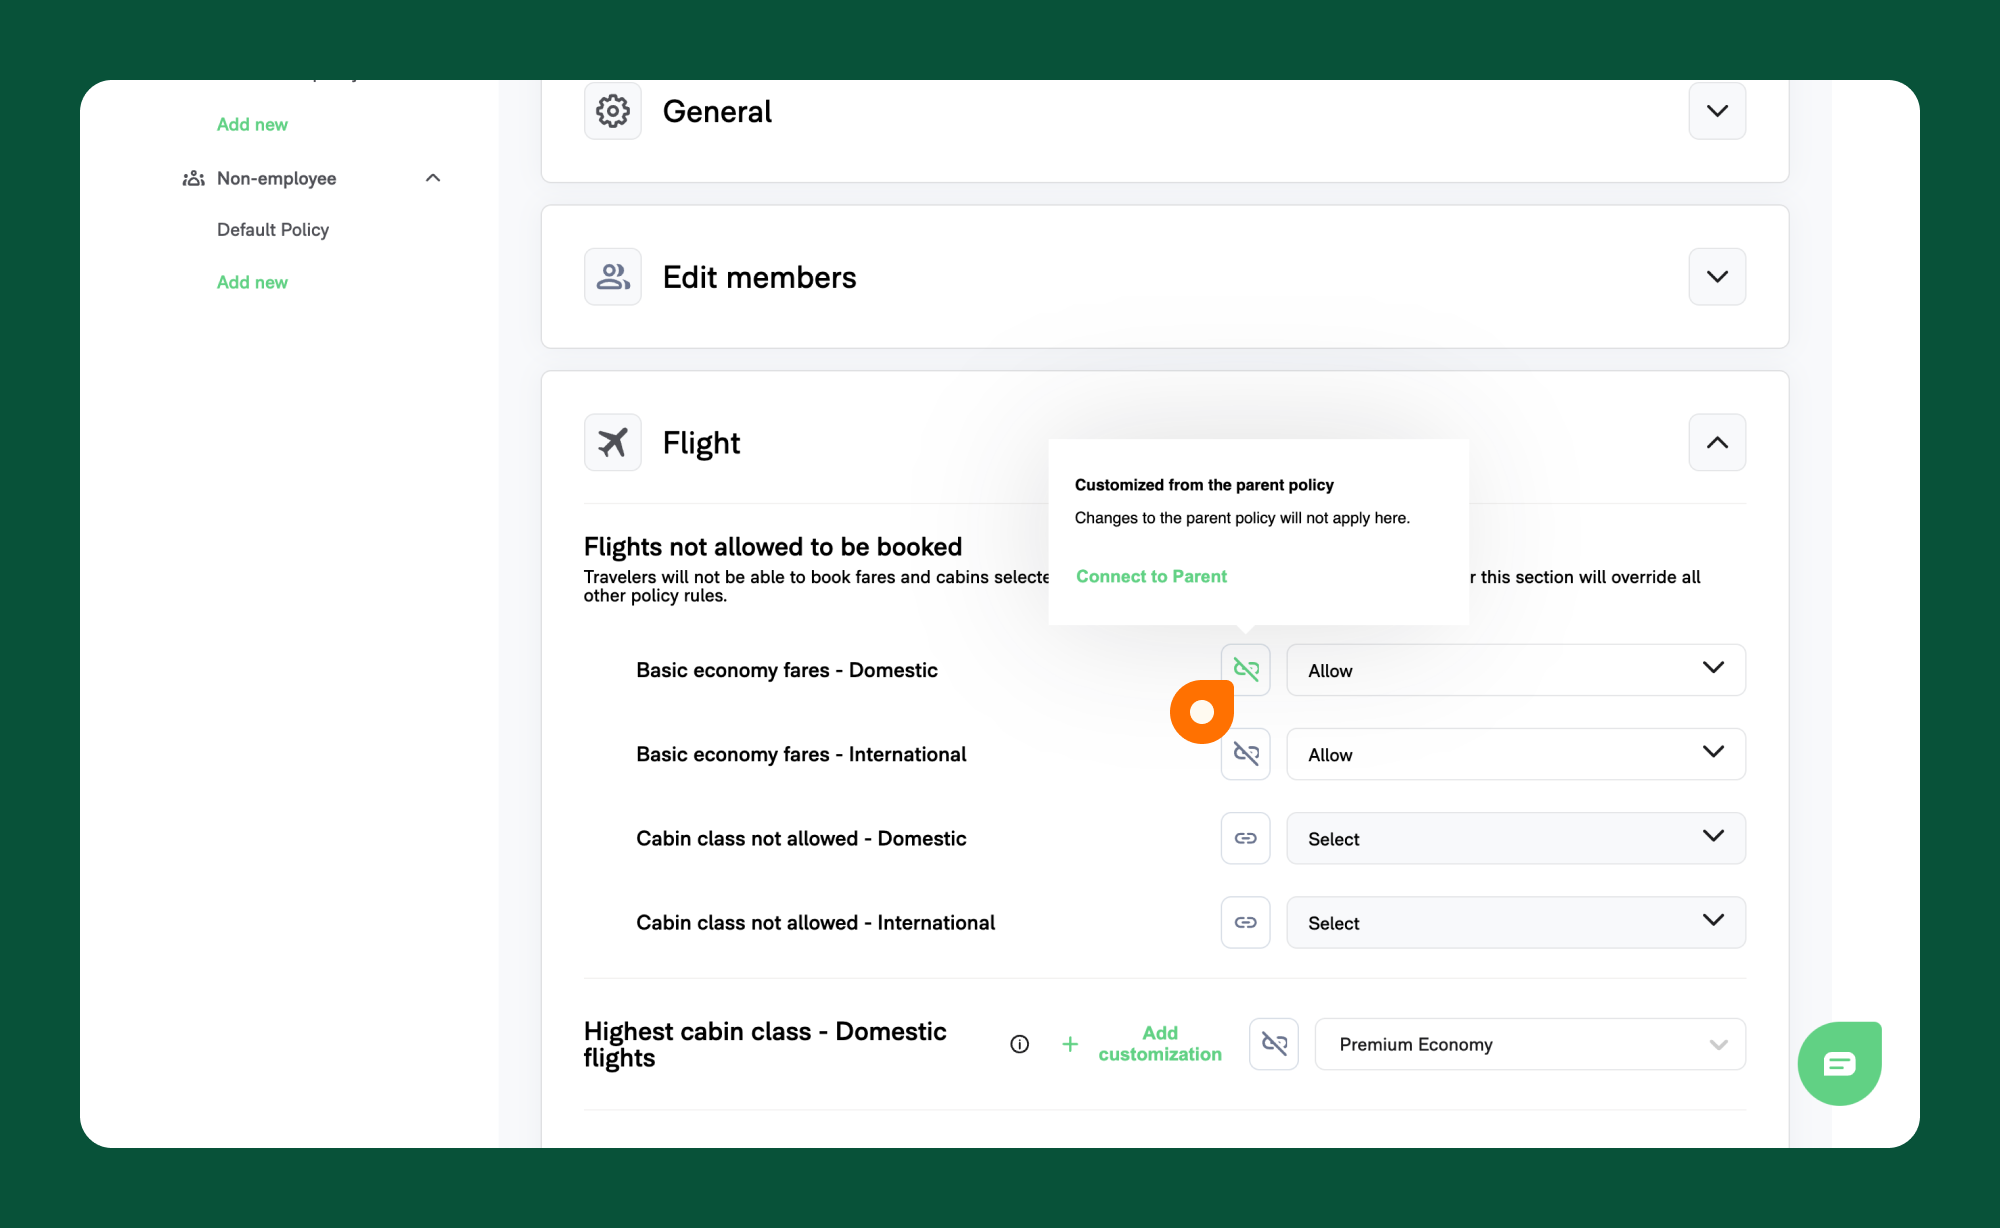 Add new
Non-employee
Default Policy
Add new
General
Edit members
Flight
Customized from the parent policy
Changes to the parent policy will not apply here.
Connect to Parent
Flights not allowed to be booked
Travelers will not be able to book fares and cabins r this section will override all
other policy rules.
Basic economy fares - Domestic
Allow
Basic economy fares - International
Allow
Cabin class not allowed - Domestic
Select
Cabin class not allowed - International
Select
Highest cabin class - Domestic
flights
+ Add
customization
Premium Economy